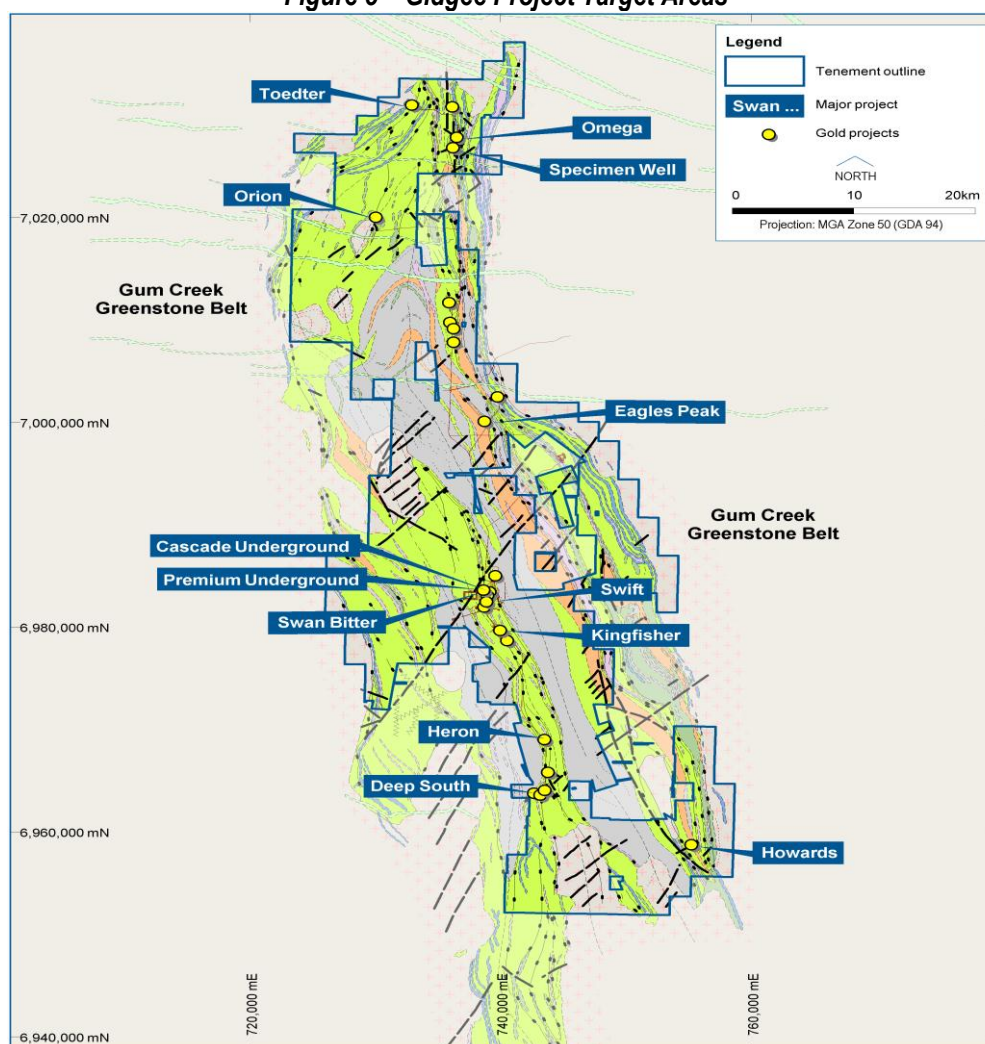 Gidgee Project Target Areas
Legend
Tenement outline
Swan ...
Major project
Gold projects
NORTH
0 10 20km
Projection: MGA Zone 50 (GDA 94)
Toedter
Omega
Specimen Well
Orion
7,020,000 mN
Gum Creek
Greenstone Belt
Eagles Peak
7,000,000 mN
Gum Creek
Greenstone Belt
Cascade Underground
Premium Underground
Swift
Swan Bitter
6,980,000 mN
Kingfisher
Heron
Deep South
6,960,000 mN
Howards
720,000 mE
740,000 mE
760,000 mE
6,940,000 mN